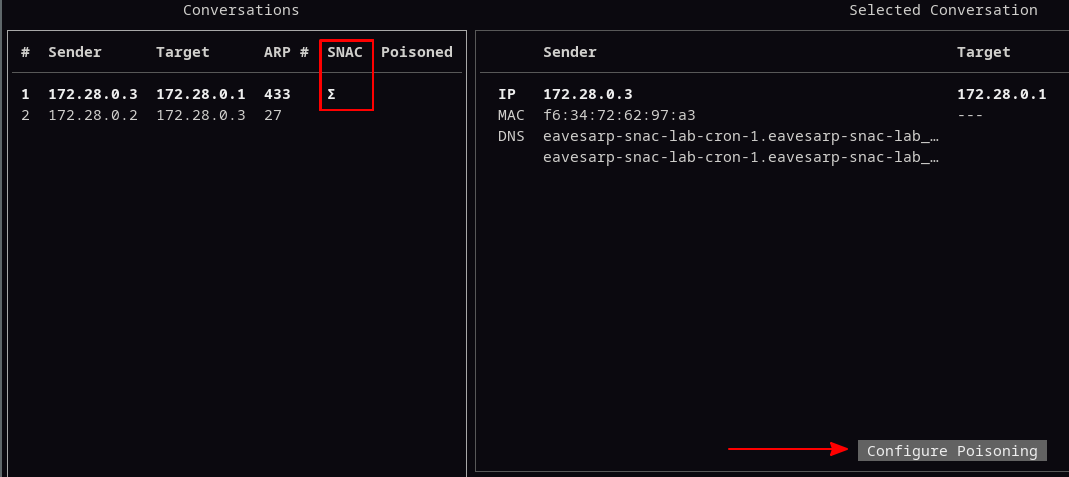 Conversations
# Sender Target ARP # SNAC Poisoned
1 172.28.0.3 172.28.0.1 433 Σ
2 172.28.0.2 172.28.0.3 27
Selected Conversation
Sender Target
IP 172.28.0.3 172.28.0.1
MAC f6:34:72:62:97:a3 ---
DNS eavesarp-snac-lab-cron-1.eavesarp-snac-lab_…
eavesarp-snac-lab-cron-1.eavesarp-snac-lab_…
Configure Poisoning